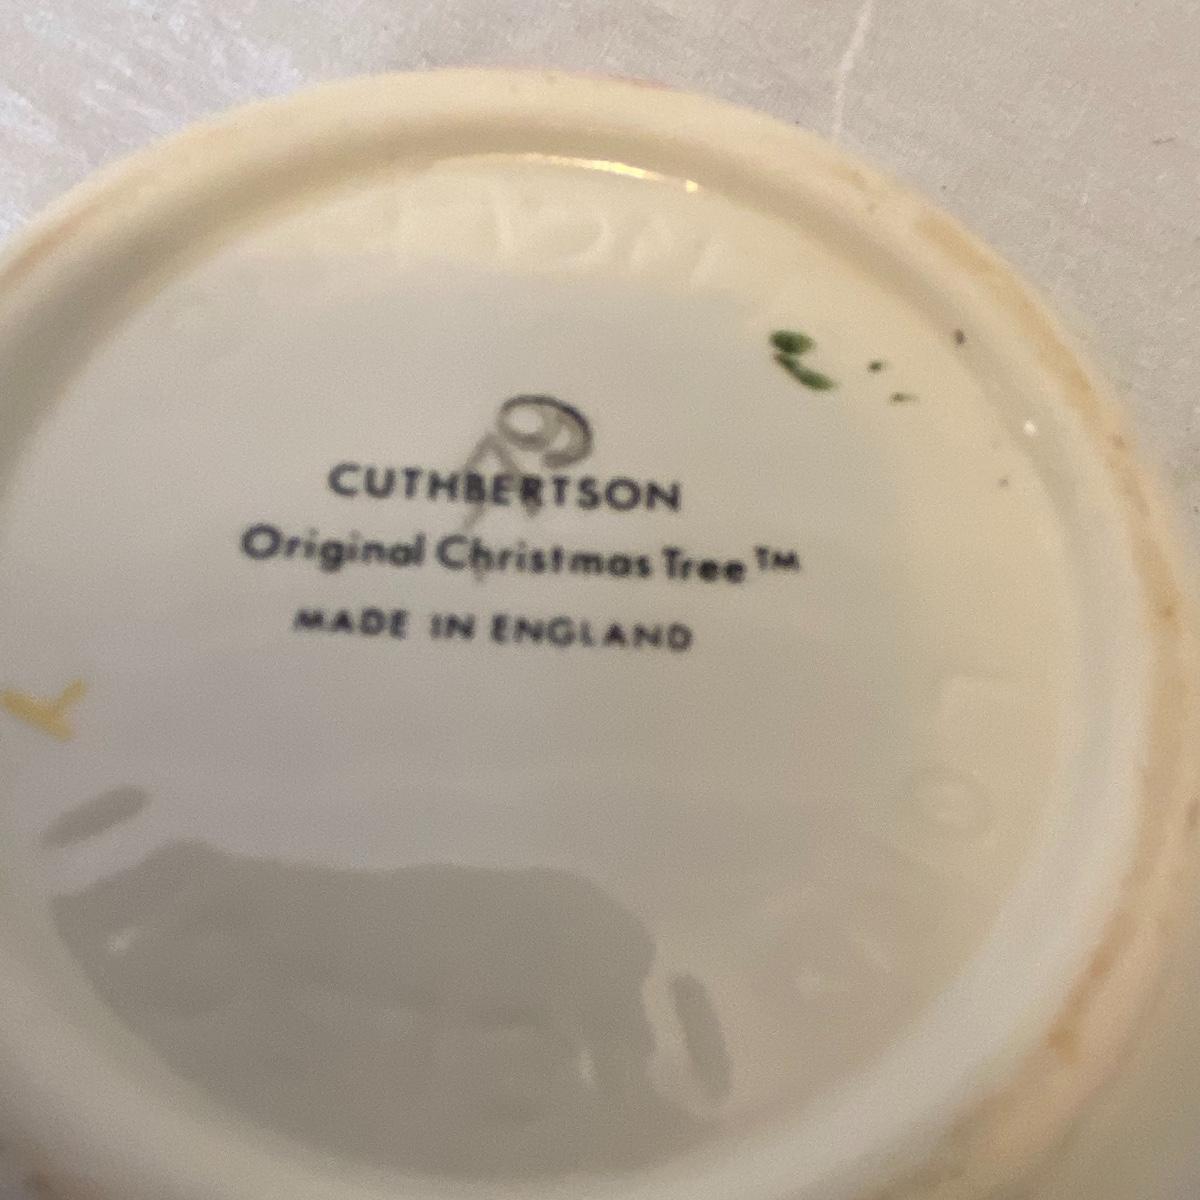 CUTHBERTSON
Original Christmas Tree™
MADE IN ENGLAND